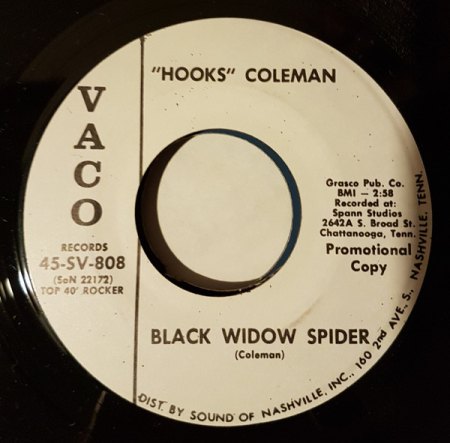 "HOOKS" COLEMAN
VACO
RECORDS
45-SV-808
(SoN 22172)
TOP 40' ROCKER
Grasco Pub. Co.
BMI — 2:58
Recorded at:
Spann Studios
2642A S. Broad St.
Chattanooga, Tenn.
Promotional
Copy
BLACK WIDOW SPIDER
(Coleman)
DIST. BY SOUND OF NASHVILLE, INC., 160 2nd AVE. S., NASHVILLE, TENN.